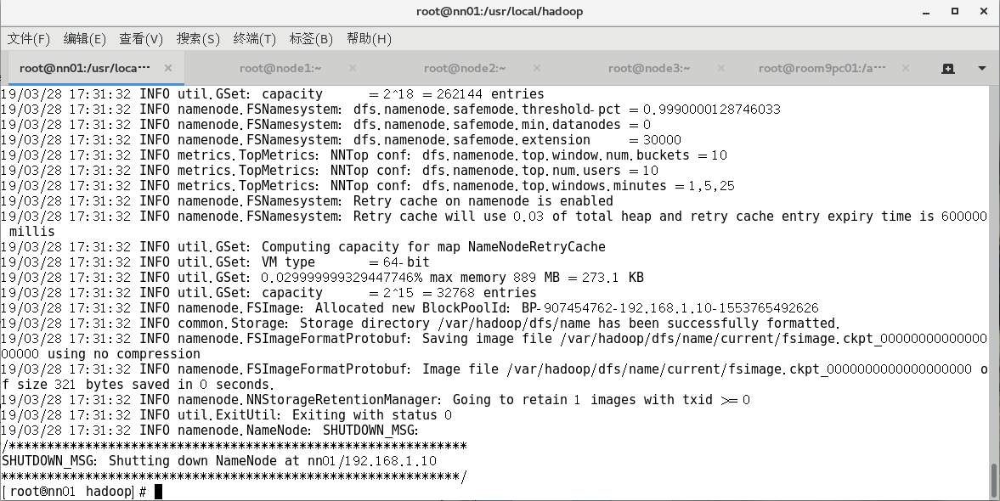 root@nn01:/usr/local/hadoop
文件(F) 编辑(E) 查看(V) 搜索(S) 终端(T) 标签(B) 帮助(H)
root@nn01:/usr/loca··· × root@node1:~ × root@node2:~ × root@node3:~ × root@room9pc01:/a··· ×
19/03/28 17:31:32 INFO util.GSet: capacity      = 2^18 = 262144 entries
19/03/28 17:31:32 INFO namenode.FSNamesystem: dfs.namenode.safemode.threshold-pct = 0.9990000128746033
19/03/28 17:31:32 INFO namenode.FSNamesystem: dfs.namenode.safemode.min.datanodes = 0
19/03/28 17:31:32 INFO namenode.FSNamesystem: dfs.namenode.safemode.extension     = 30000
19/03/28 17:31:32 INFO metrics.TopMetrics: NNTop conf: dfs.namenode.top.window.num.buckets = 10
19/03/28 17:31:32 INFO metrics.TopMetrics: NNTop conf: dfs.namenode.top.num.users = 10
19/03/28 17:31:32 INFO metrics.TopMetrics: NNTop conf: dfs.namenode.top.windows.minutes = 1,5,25
19/03/28 17:31:32 INFO namenode.FSNamesystem: Retry cache on namenode is enabled
19/03/28 17:31:32 INFO namenode.FSNamesystem: Retry cache will use 0.03 of total heap and retry cache entry expiry time is 600000
 millis
19/03/28 17:31:32 INFO util.GSet: Computing capacity for map NameNodeRetryCache
19/03/28 17:31:32 INFO util.GSet: VM type       = 64-bit
19/03/28 17:31:32 INFO util.GSet: 0.029999999329447746% max memory 889 MB = 273.1 KB
19/03/28 17:31:32 INFO util.GSet: capacity      = 2^15 = 32768 entries
19/03/28 17:31:32 INFO namenode.FSImage: Allocated new BlockPoolId: BP-907454762-192.168.1.10-1553765492626
19/03/28 17:31:32 INFO common.Storage: Storage directory /var/hadoop/dfs/name has been successfully formatted.
19/03/28 17:31:32 INFO namenode.FSImageFormatProtobuf: Saving image file /var/hadoop/dfs/name/current/fsimage.ckpt_00000000000000
00000 using no compression
19/03/28 17:31:32 INFO namenode.FSImageFormatProtobuf: Image file /var/hadoop/dfs/name/current/fsimage.ckpt_0000000000000000000 o
f size 321 bytes saved in 0 seconds.
19/03/28 17:31:32 INFO namenode.NNStorageRetentionManager: Going to retain 1 images with txid >= 0
19/03/28 17:31:32 INFO util.ExitUtil: Exiting with status 0
19/03/28 17:31:32 INFO namenode.NameNode: SHUTDOWN_MSG:
/************************************************************
SHUTDOWN_MSG: Shutting down NameNode at nn01/192.168.1.10
************************************************************/
[root@nn01 hadoop]#